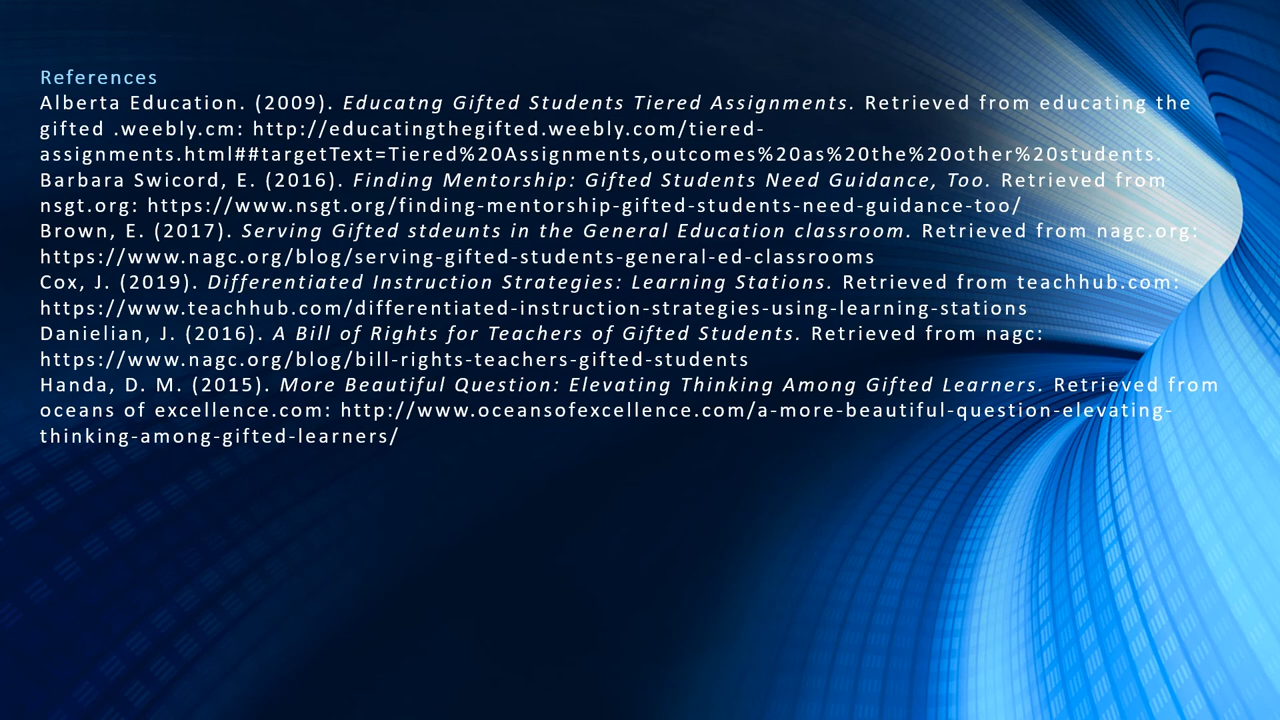 References
Alberta Education. (2009). Educatng Gifted Students Tiered Assignments. Retrieved from educating the
gifted .weebly.cm: http://educatingthegifted.weebly.com/tiered-
assignments.html##targetText=Tiered%20Assignments,outcomes%20as%20the%20other%20students.
Barbara Swicord, E. (2016). Finding Mentorship: Gifted Students Need Guidance, Too. Retrieved from
nsgt.org: https://www.nsgt.org/finding-mentorship-gifted-students-need-guidance-too/
Brown, E. (2017). Serving Gifted stdeunts in the General Education classroom. Retrieved from nagc.org:
https://www.nagc.org/blog/serving-gifted-students-general-ed-classrooms
Cox, J. (2019). Differentiated Instruction Strategies: Learning Stations. Retrieved from teachhub.com:
https://www.teachhub.com/differentiated-instruction-strategies-using-learning-stations
Danielian, J. (2016). A Bill of Rights for Teachers of Gifted Students. Retrieved from nagc:
https://www.nagc.org/blog/bill-rights-teachers-gifted-students
Handa, D. M. (2015). More Beautiful Question: Elevating Thinking Among Gifted Learners. Retrieved from
oceans of excellence.com: http://www.oceansofexcellence.com/a-more-beautiful-question-elevating-
thinking-among-gifted-learners/